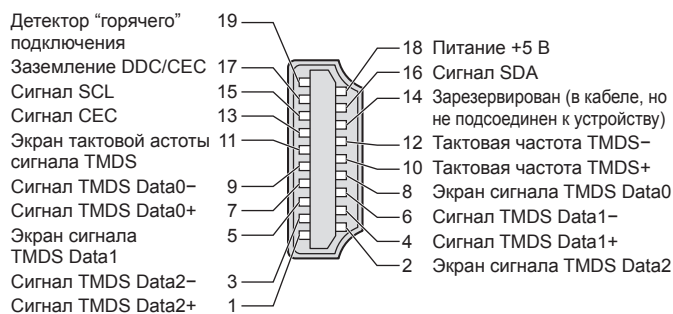 Детектор “горячего” 19
подключения
Заземление DDC/CEC 17
Сигнал SCL 15
Сигнал CEC 13
Экран тактовой астоты 11
сигнала TMDS
Сигнал TMDS Data0− 9
Сигнал TMDS Data0+ 7
Экран сигнала 5
TMDS Data1
Сигнал TMDS Data2− 3
Сигнал TMDS Data2+ 1
18 Питание +5 В
16 Сигнал SDA
14 Зарезервирован (в кабеле, но
не подсоединен к устройству)
12 Тактовая частота TMDS−
10 Тактовая частота TMDS+
8 Экран сигнала TMDS Data0
6 Сигнал TMDS Data1−
4 Сигнал TMDS Data1+
2 Экран сигнала TMDS Data2